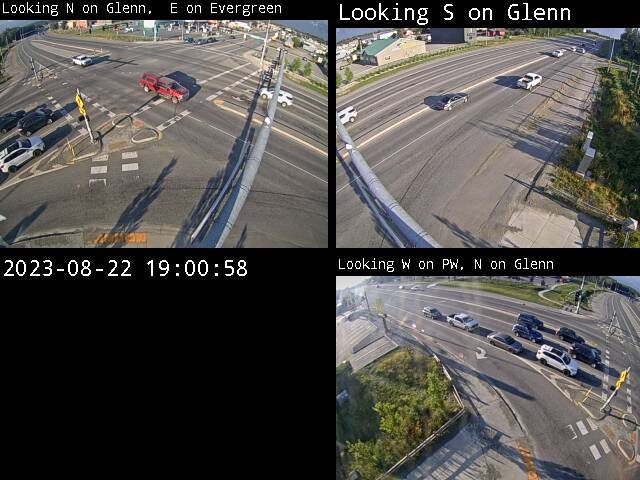 Looking N on Glenn, E on Evergreen
Looking S on Glenn
2023-08-22 19:00:58
Looking W on PW, N on Glenn